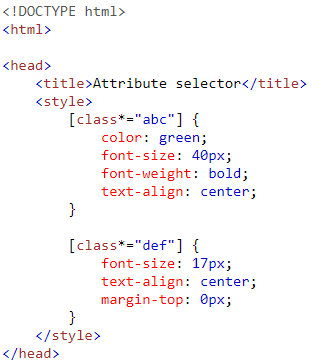 <!DOCTYPE html>
<html>
<head>
<title>Attribute selector</title>
<style>
[class*="abc"] {
color: green;
font-size: 40px;
font-weight: bold;
text-align: center;
}
[class*="def"] {
font-size: 17px;
text-align: center;
margin-top: 0px;
}
</style>
</head>